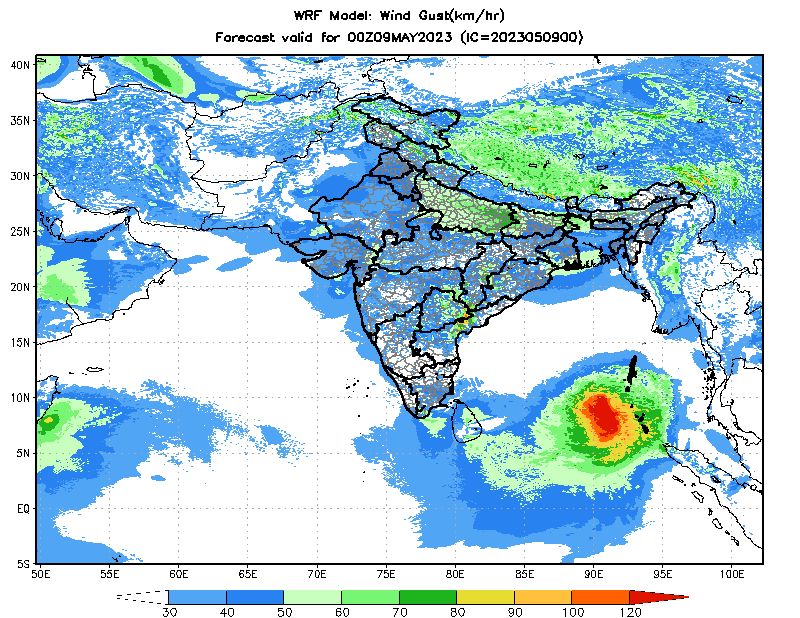 WRF Model: Wind Gust(km/hr)
Forecast valid for 00Z09MAY2023 (IC=2023050900)
40N
35N
30N
25N
20N
15N
10N
5N
EQ
5S
50E 55E 60E 65E 70E 75E 80E 85E 90E 95E 100E
30 40 50 60 70 80 90 100 120